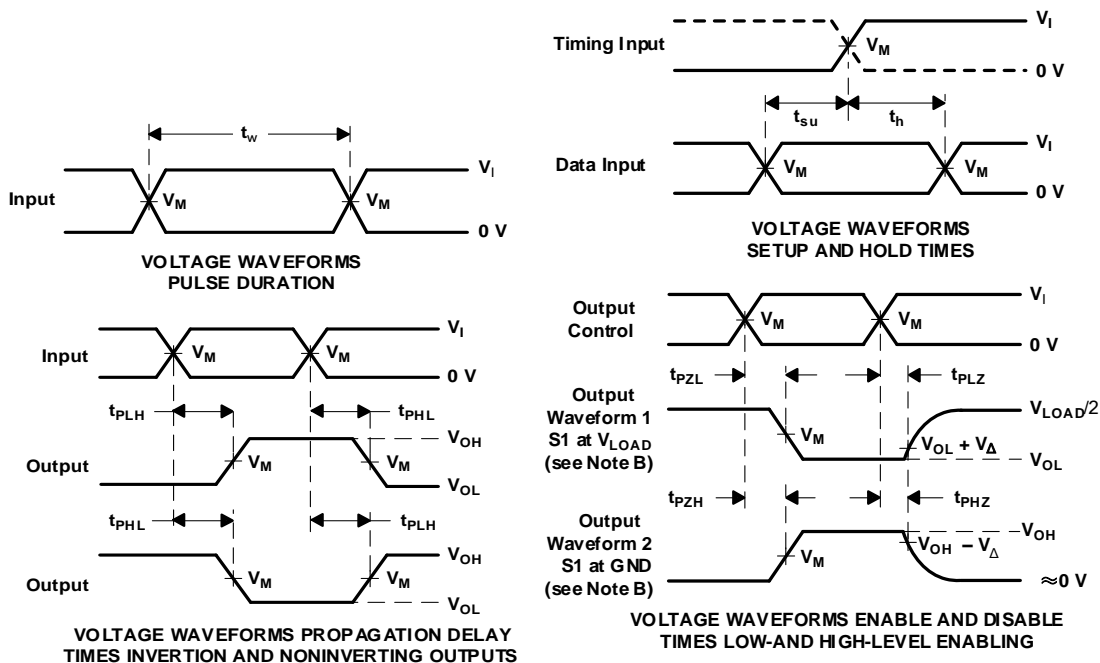 t_w
V_I
Input
V_M
V_M
0 V
VOLTAGE WAVEFORMS
PULSE DURATION
Timing Input
V_I
V_M
0 V
t_su
t_h
Data Input
V_I
V_M
V_M
0 V
VOLTAGE WAVEFORMS
SETUP AND HOLD TIMES
Input
V_I
V_M
V_M
0 V
t_PLH
t_PHL
Output
V_OH
V_M
V_M
V_OL
t_PHL
t_PLH
Output
V_OH
V_M
V_M
V_OL
VOLTAGE WAVEFORMS PROPAGATION DELAY
TIMES INVERTION AND NONINVERTING OUTPUTS
Output
Control
V_I
V_M
V_M
0 V
t_PZL
t_PLZ
Output
Waveform 1
S1 at V_LOAD
(see Note B)
V_LOAD/2
V_M
V_OL + V_Δ
V_OL
t_PZH
t_PHZ
Output
Waveform 2
S1 at GND
(see Note B)
V_OH
V_M
V_OH – V_Δ
≈0 V
VOLTAGE WAVEFORMS ENABLE AND DISABLE
TIMES LOW-AND HIGH-LEVEL ENABLING